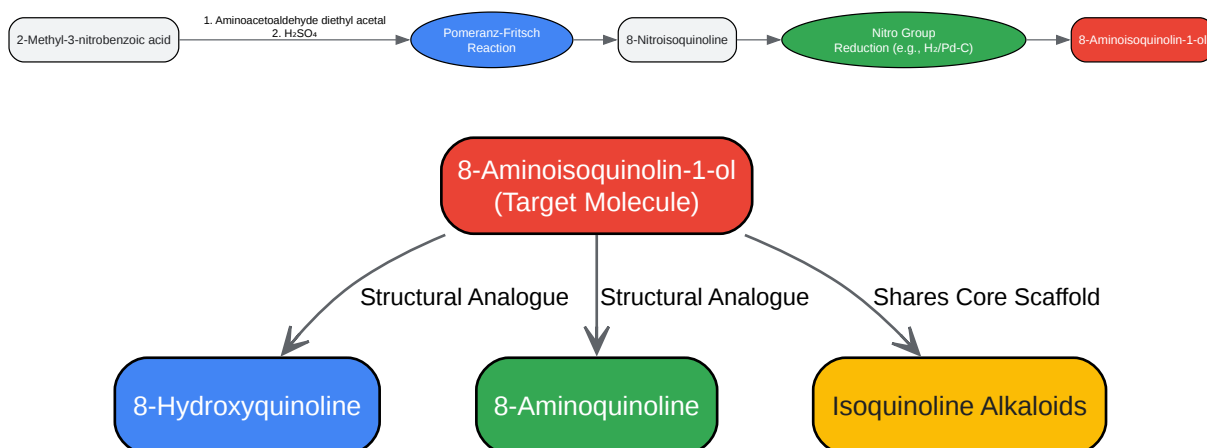 1. Aminoacetoaldehyde diethyl acetal
2. H₂SO₄
2-Methyl-3-nitrobenzoic acid
Pomeranz-Fritsch
Reaction
8-Nitroisoquinoline
Nitro Group
Reduction (e.g., H₂/Pd-C)
8-Aminoisoquinolin-1-ol
8-Aminoisoquinolin-1-ol
(Target Molecule)
Structural Analogue
Structural Analogue
Shares Core Scaffold
8-Hydroxyquinoline
8-Aminoquinoline
Isoquinoline Alkaloids